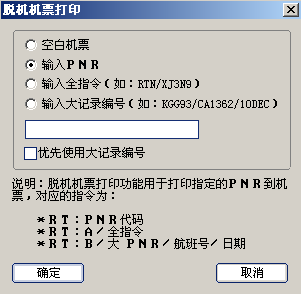 脱机机票打印
空白机票
输入ＰＮＲ
输入全指令（如：RTN/XJ3N9）
输入大记录编号（如：KGG93/CA1362/10DEC）
优先使用大记录编号
说明：脱机机票打印功能用于打印指定的ＰＮＲ到机
票，对应的指令为：
＊ＲＴ：ＰＮＲ代码
＊ＲＴ：Ａ／全指令
＊ＲＴ：Ｂ／大 ＰＮＲ／航班号／日期
确定
取消